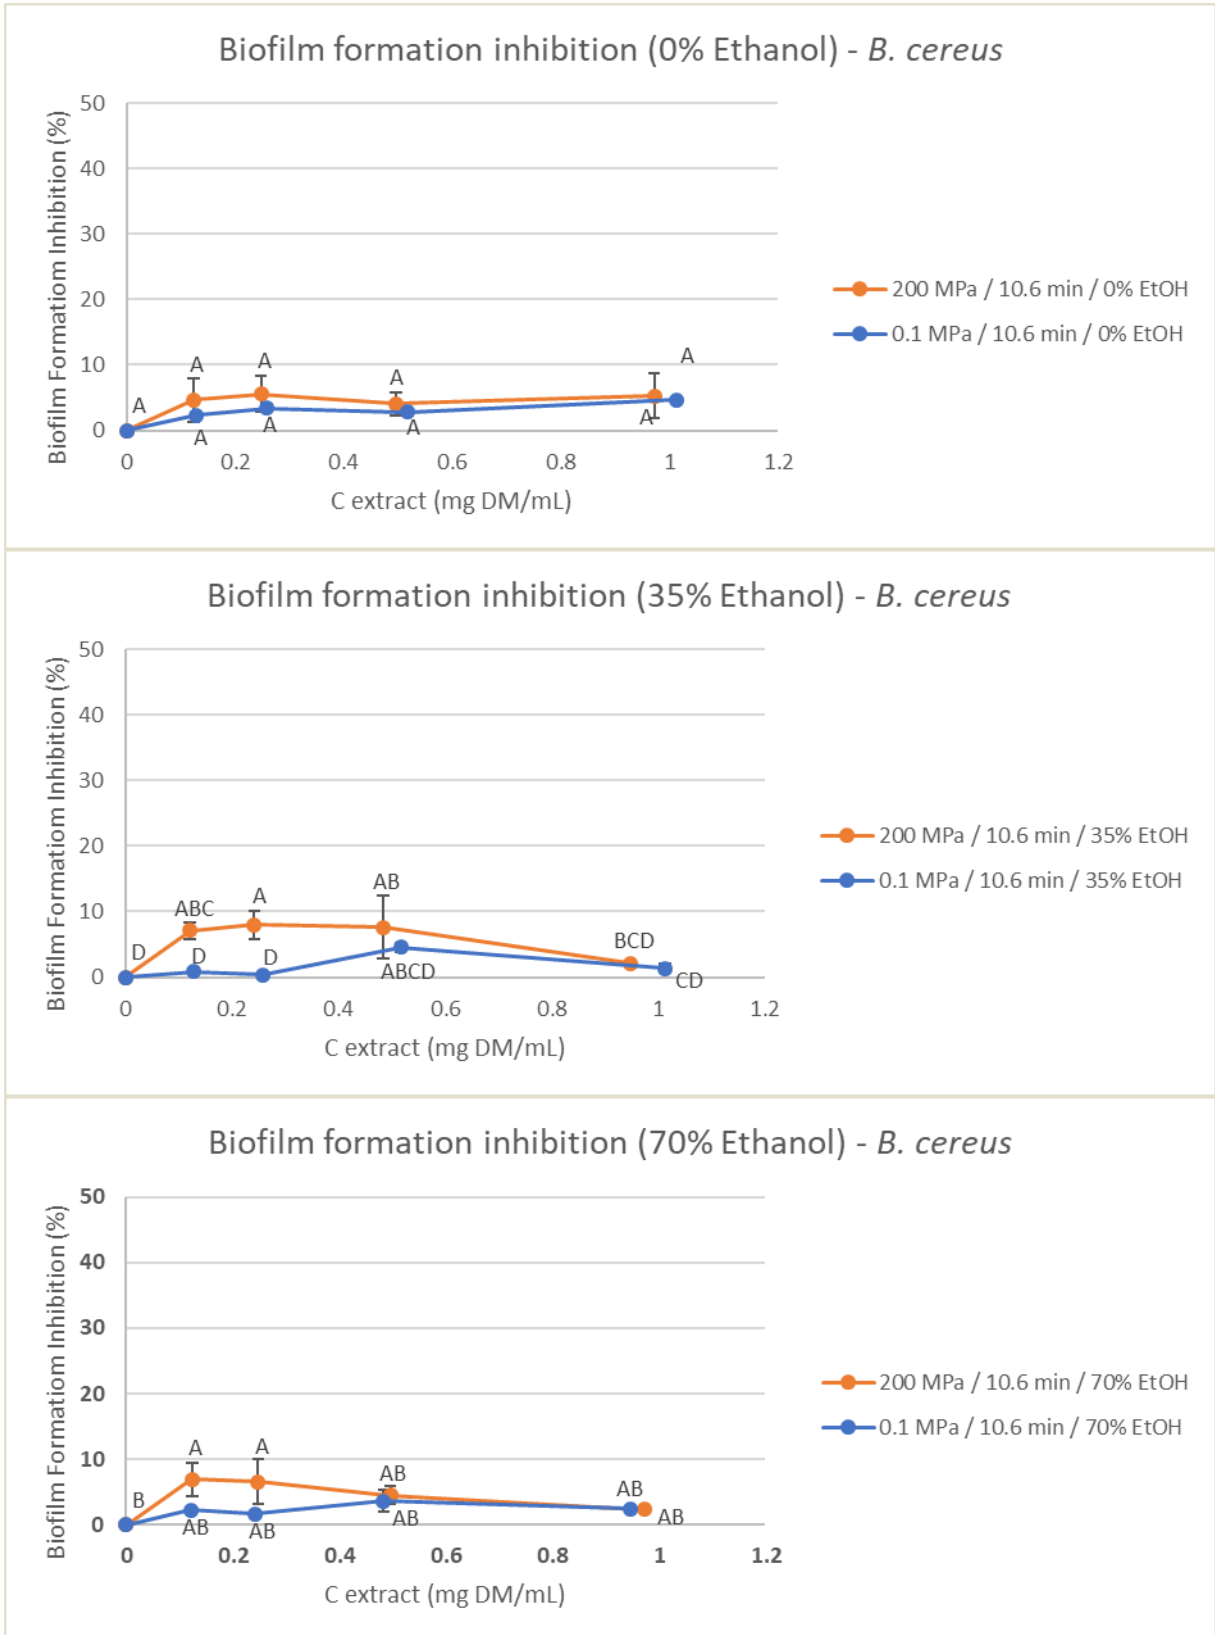 Biofilm formation inhibition (0% Ethanol) - B. cereus
Biofilm Formatiom Inhibition (%)
50
40
30
20
10
0
A
A
A
A
A
A
A
A
A
0
0.2
0.4
0.6
0.8
1
1.2
C extract (mg DM/mL)
200 MPa / 10.6 min / 0% EtOH
0.1 MPa / 10.6 min / 0% EtOH
Biofilm formation inhibition (35% Ethanol) - B. cereus
Biofilm Formatiom Inhibition (%)
50
40
30
20
10
0
D
ABC
A
AB
BCD
D
D
ABCD
CD
0
0.2
0.4
0.6
0.8
1
1.2
C extract (mg DM/mL)
200 MPa / 10.6 min / 35% EtOH
0.1 MPa / 10.6 min / 35% EtOH
Biofilm formation inhibition (70% Ethanol) - B. cereus
Biofilm Formatiom Inhibition (%)
50
40
30
20
10
0
B
A
A
AB
AB
AB
AB
AB
AB
0
0.2
0.4
0.6
0.8
1
1.2
C extract (mg DM/mL)
200 MPa / 10.6 min / 70% EtOH
0.1 MPa / 10.6 min / 70% EtOH